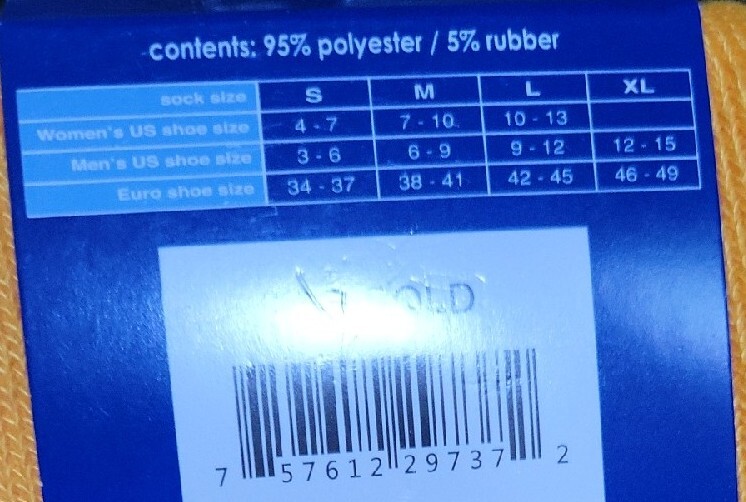 contents: 95% polyester / 5% rubber
sock size S M L XL
Women's US shoe size 4 - 7 7 - 10 10 - 13
Men's US shoe size 3 - 6 6 - 9 9 - 12 12 - 15
Euro shoe size 34 - 37 38 - 41 42 - 45 46 - 49
7 57612 29737 2